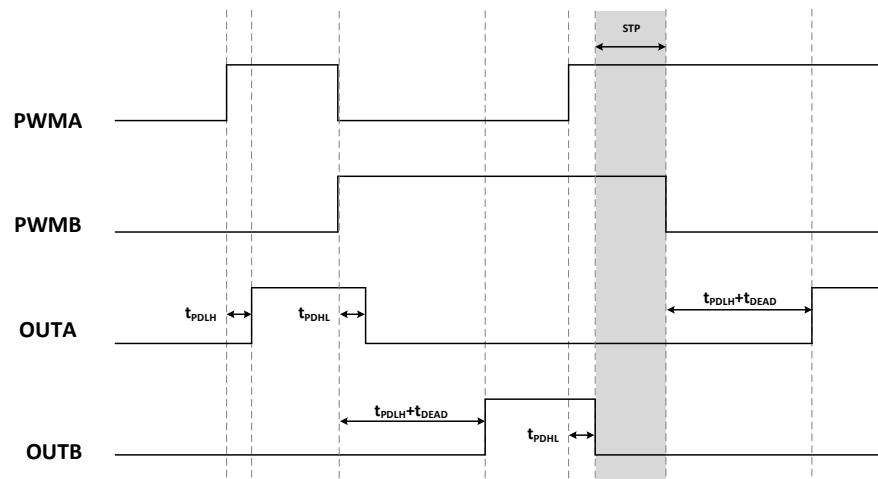 STP
PWMA
PWMB
tPDLH
tPDHL
tPDLH+tDEAD
OUTA
tPDLH+tDEAD
tPDHL
OUTB